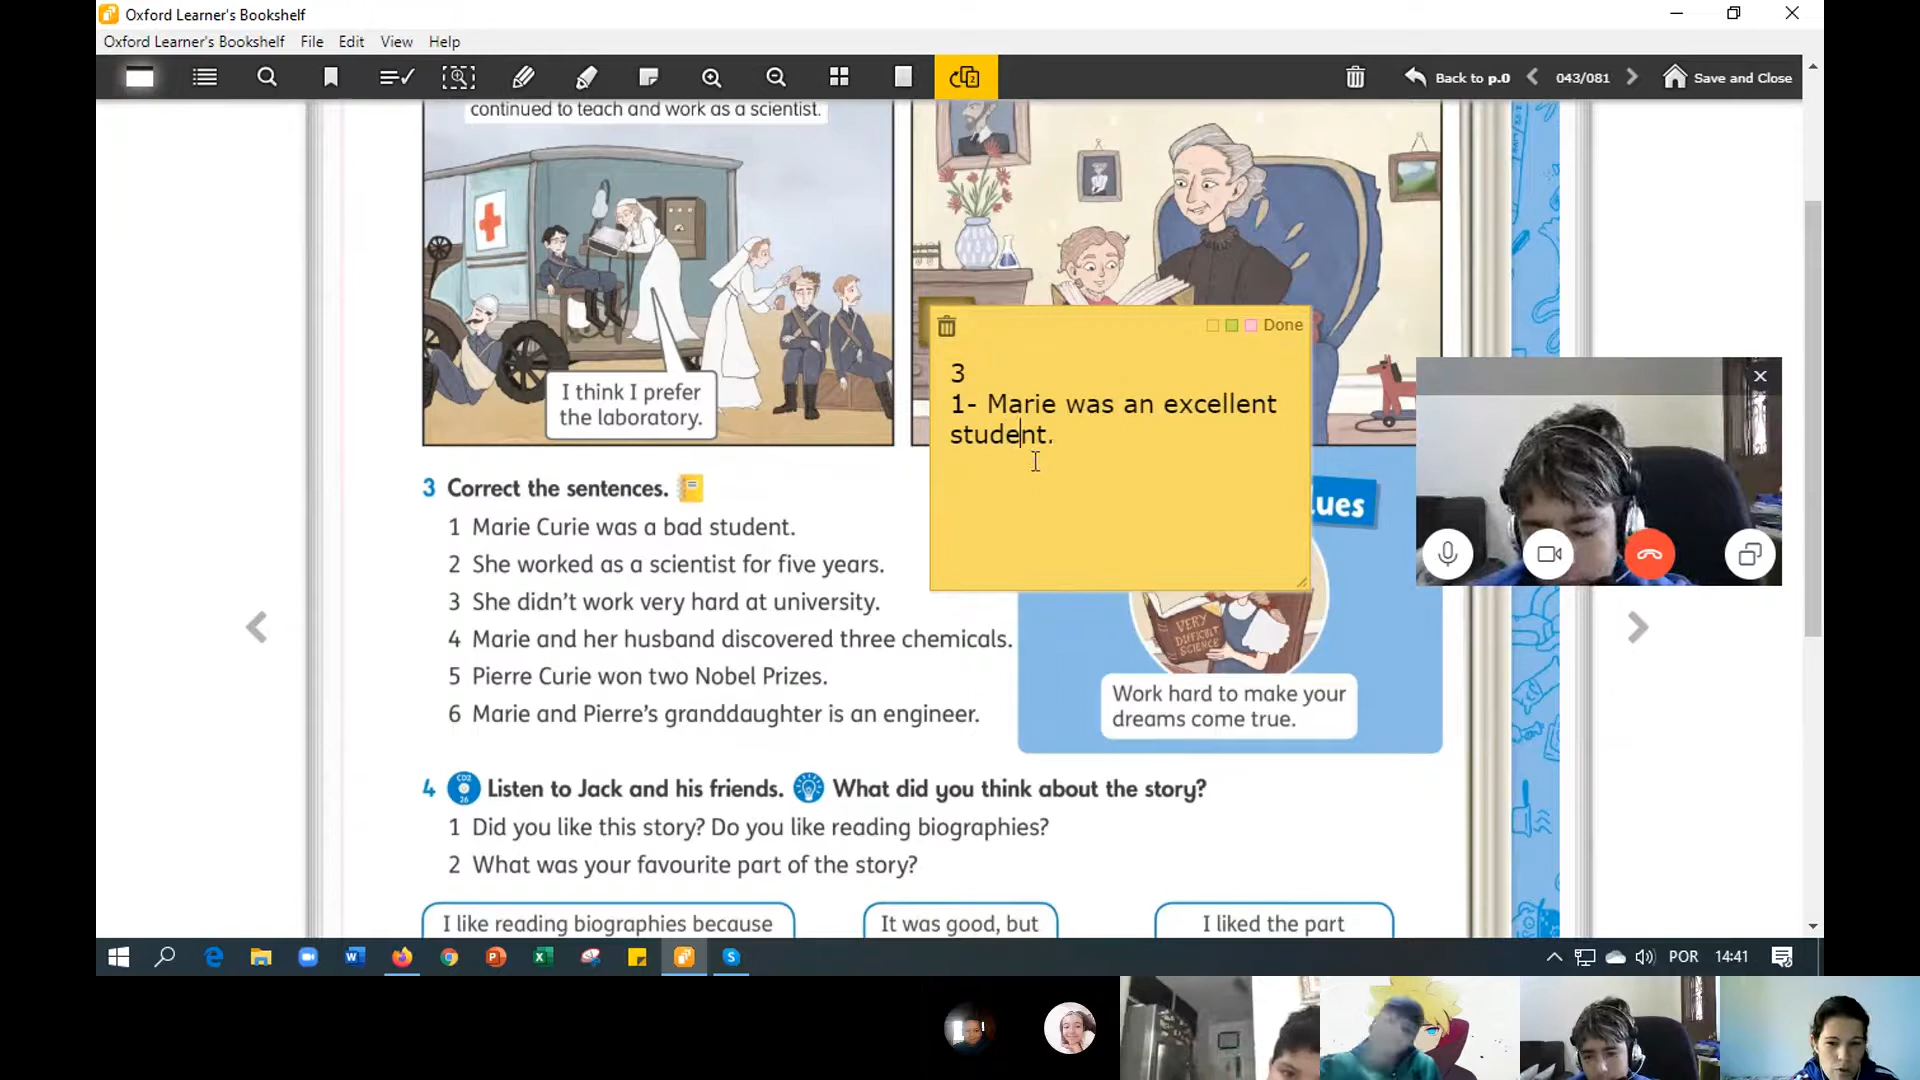 Oxford Learner's Bookshelf
Oxford Learner's Bookshelf File Edit View Help
Back to p.0 043/081 Save and Close
continued to teach and work as a scientist.
I think I prefer
the laboratory.
Done
3
1- Marie was an excellent
student.
3 Correct the sentences.
1 Marie Curie was a bad student.
2 She worked as a scientist for five years.
3 She didn't work very hard at university.
4 Marie and her husband discovered three chemicals.
5 Pierre Curie won two Nobel Prizes.
6 Marie and Pierre's granddaughter is an engineer.
lues
VERY
DIFFICULT
SCIENCE
Work hard to make your
dreams come true.
4 CD2 26 Listen to Jack and his friends. What did you think about the story?
1 Did you like this story? Do you like reading biographies?
2 What was your favourite part of the story?
I like reading biographies because
It was good, but
I liked the part
POR 14:41